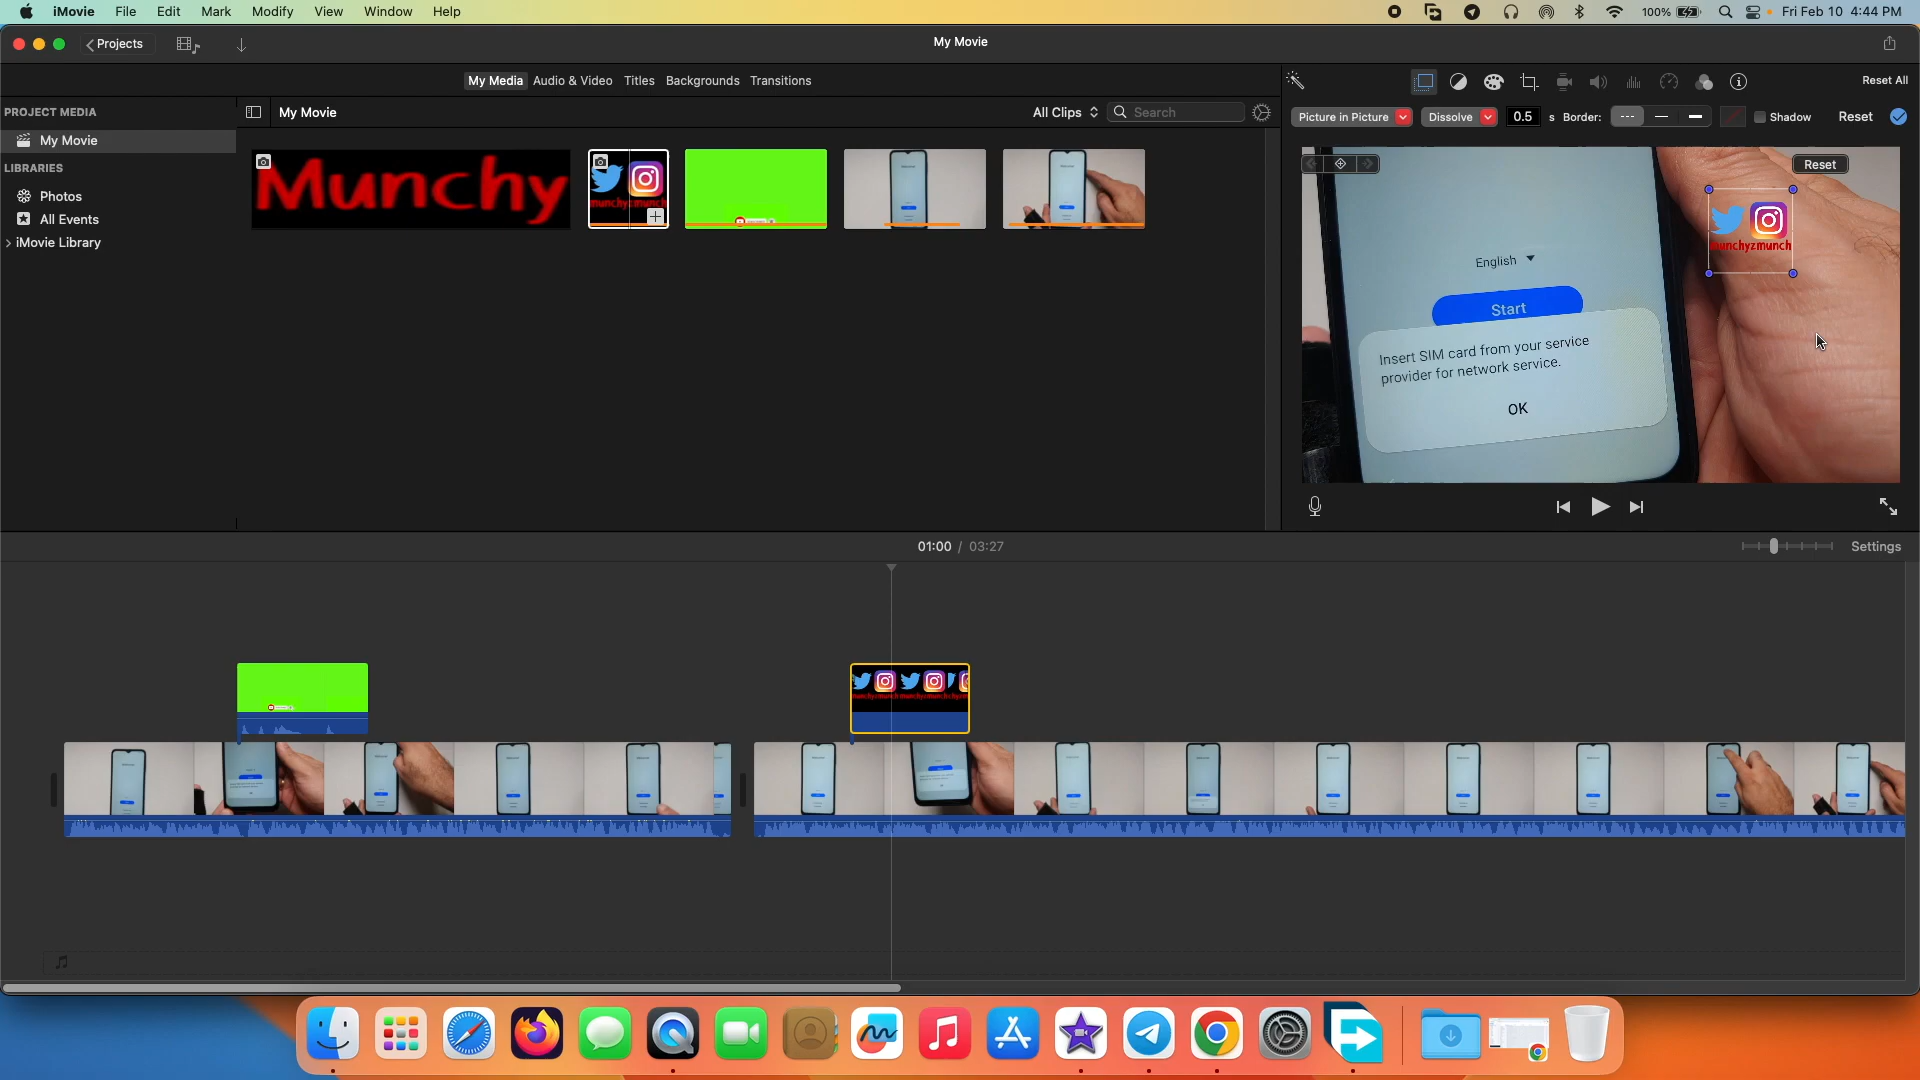 iMovie File Edit Mark Modify View Window Help
100% Fri Feb 10 4:44 PM
Projects
My Movie
My Media Audio & Video Titles Backgrounds Transitions
Reset All
PROJECT MEDIA
My Movie
All Clips
Search
Picture in Picture
Dissolve
0.5 s Border:
Shadow
Reset
My Movie
LIBRARIES
Photos
All Events
iMovie Library
Munchy
Reset
munchyzmunch
English
Start
Insert SIM card from your service
provider for network service.
OK
01:00 / 03:27
Settings